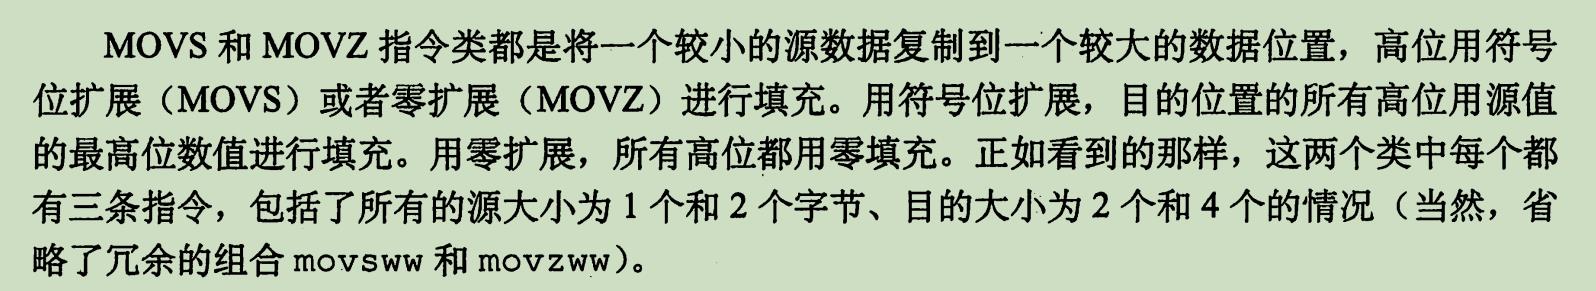 MOVS 和 MOVZ 指令类都是将一个较小的源数据复制到一个较大的数据位置，高位用符号
位扩展（MOVS）或者零扩展（MOVZ）进行填充。用符号位扩展，目的位置的所有高位用源值
的最高位数值进行填充。用零扩展，所有高位都用零填充。正如看到的那样，这两个类中每个都
有三条指令，包括了所有的源大小为 1 个和 2 个字节、目的大小为 2 个和 4 个的情况（当然，省
略了冗余的组合 movsww 和 movzww）。